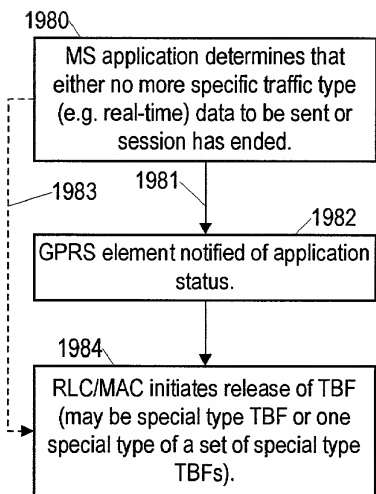 1980
MS application determines that
either no more specific traffic type
(e.g. real-time) data to be sent or
session has ended.
1981
1983
1982
GPRS element notified of application
status.
1984
RLC/MAC initiates release of TBF
(may be special type TBF or one
special type of a set of special type
TBFs).